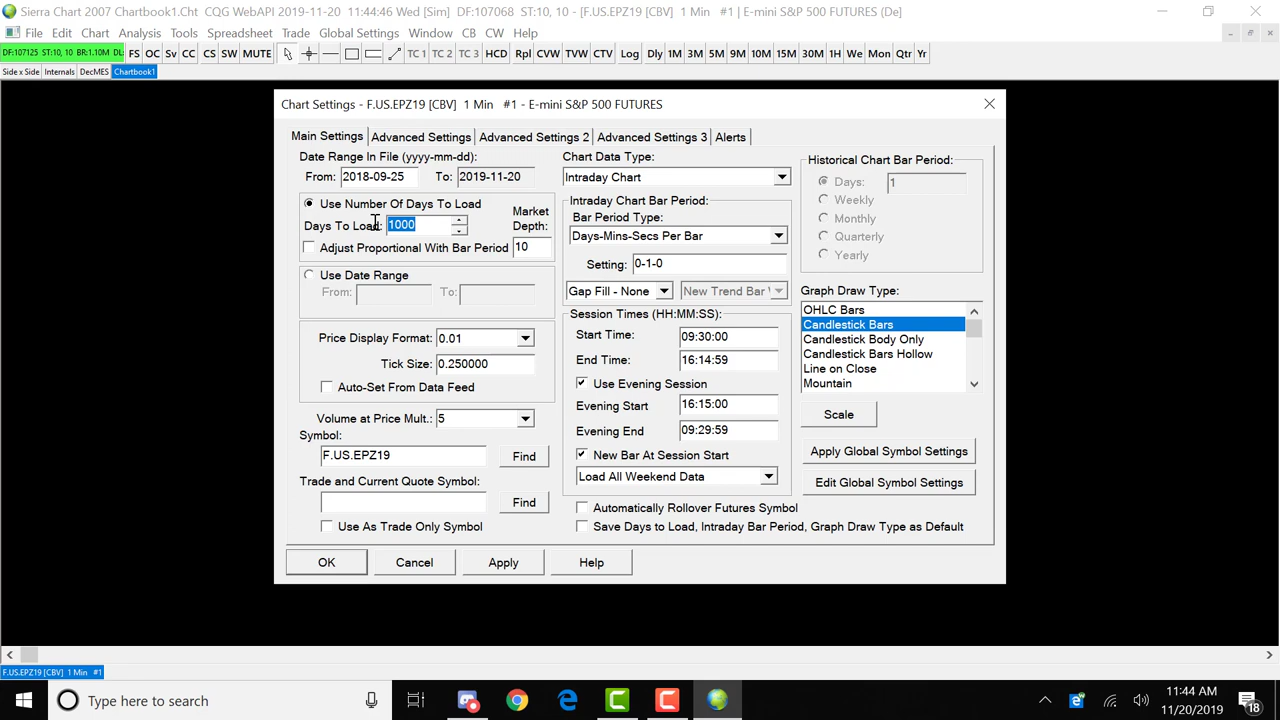 Sierra Chart 2007 Chartbook1.Cht CQG WebAPI 2019-11-20 11:44:46 Wed [Sim] DF:107068 ST:10, 10 - [F.US.EPZ19 [CBV] 1 Min #1 | E-mini S&P 500 FUTURES (De]
File Edit Chart Analysis Tools Spreadsheet Trade Global Settings Window CB CW Help
DF:107125 ST:10, 10 BR:1.10M DL: FS OC Sv CC CS SW MUTE TC 1 TC 2 TC 3 HCD Rpl CVW TVW CTV Log Dly 1M 3M 5M 9M 10M 15M 30M 1H We Mon Qtr Yr
Side x Side Internals DecMES Chartbook1
Chart Settings - F.US.EPZ19 [CBV] 1 Min #1 - E-mini S&P 500 FUTURES
Main Settings Advanced Settings Advanced Settings 2 Advanced Settings 3 Alerts
Date Range In File (yyyy-mm-dd):
From: 2018-09-25 To: 2019-11-20
Use Number Of Days To Load
Days To Load: 1000
Market
Depth:
Adjust Proportional With Bar Period 10
Use Date Range
From: To:
Price Display Format: 0.01
Tick Size: 0.250000
Auto-Set From Data Feed
Volume at Price Mult.: 5
Symbol:
F.US.EPZ19 Find
Trade and Current Quote Symbol:
Find
Use As Trade Only Symbol
Chart Data Type:
Intraday Chart
Intraday Chart Bar Period:
Bar Period Type:
Days-Mins-Secs Per Bar
Setting: 0-1-0
Gap Fill - None New Trend Bar
Session Times (HH:MM:SS):
Start Time: 09:30:00
End Time: 16:14:59
Use Evening Session
Evening Start 16:15:00
Evening End 09:29:59
New Bar At Session Start
Load All Weekend Data
Automatically Rollover Futures Symbol
Save Days to Load, Intraday Bar Period, Graph Draw Type as Default
Historical Chart Bar Period:
Days: 1
Weekly
Monthly
Quarterly
Yearly
Graph Draw Type:
OHLC Bars
Candlestick Bars
Candlestick Body Only
Candlestick Bars Hollow
Line on Close
Mountain
Scale
Apply Global Symbol Settings
Edit Global Symbol Settings
OK Cancel Apply Help
F.US.EPZ19 [CBV] 1 Min #1
Type here to search
11:44 AM
11/20/2019
18